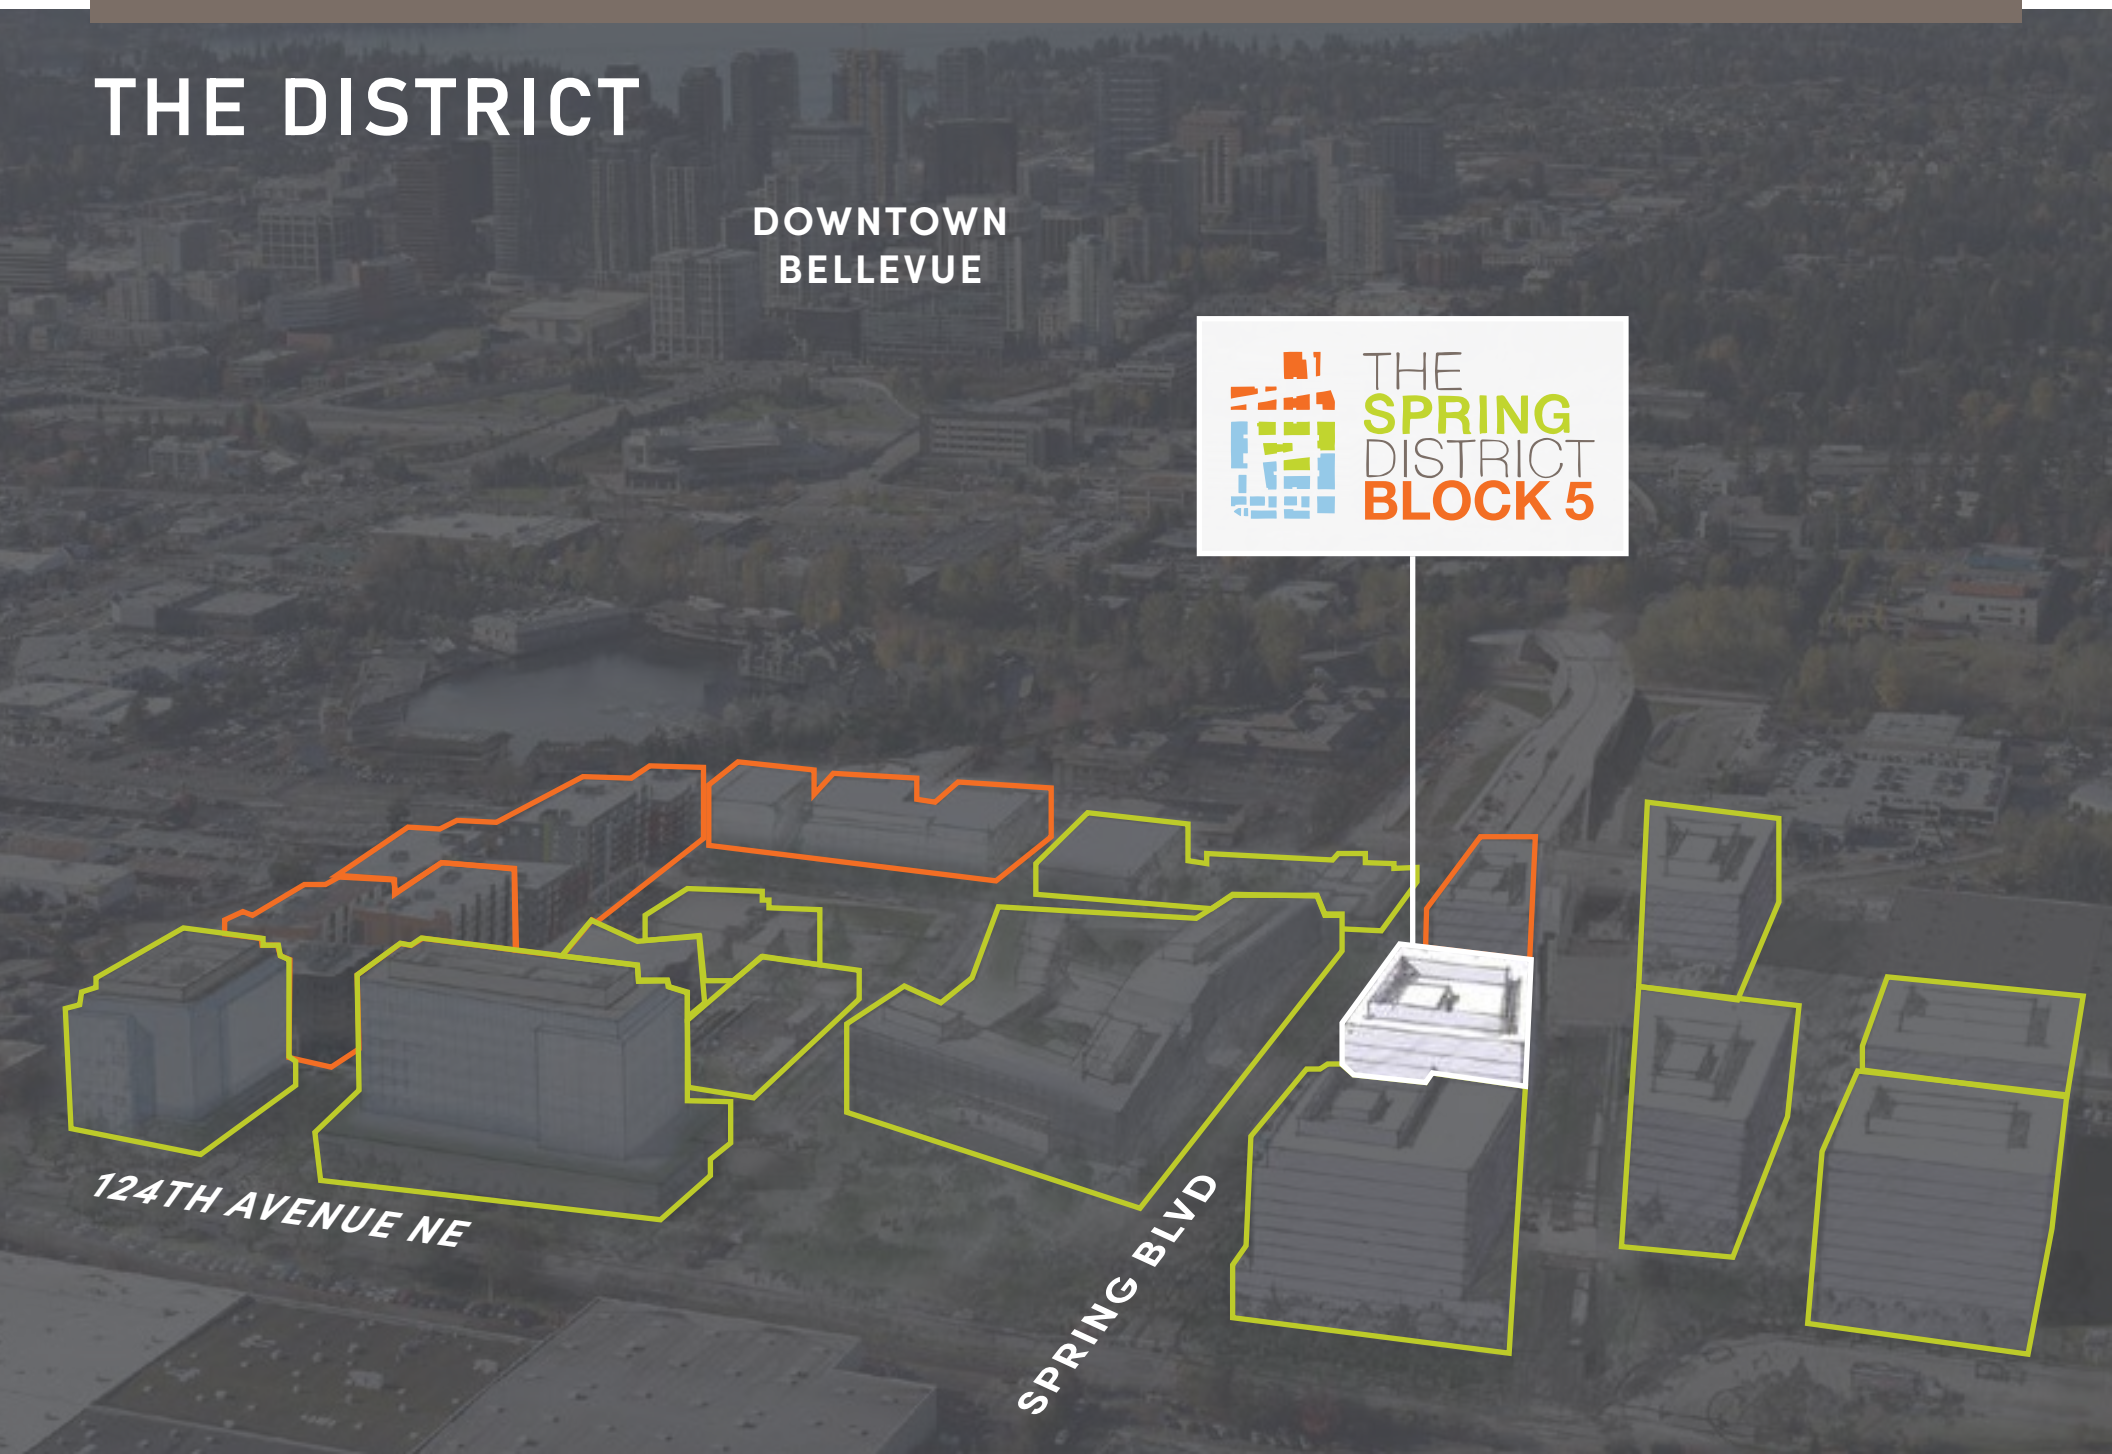 THE DISTRICT
DOWNTOWN
BELLEVUE
THE
SPRING
DISTRICT
BLOCK 5
124TH AVENUE NE
SPRING BLVD